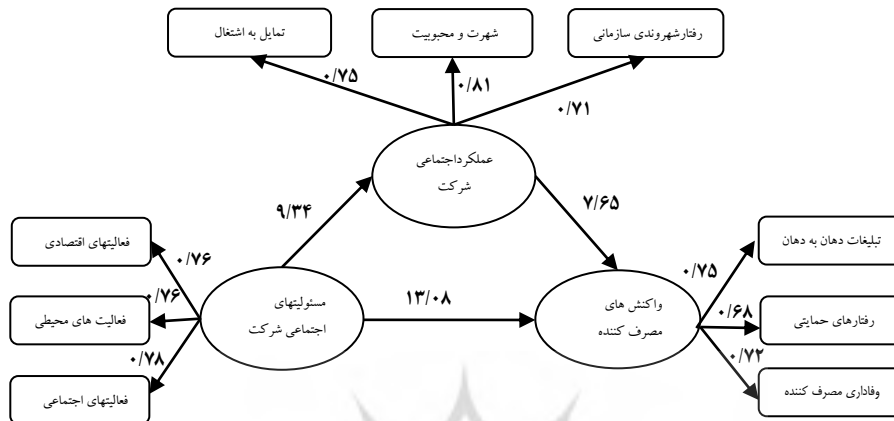 تمایل به اشتغال
شهرت و محبوبیت
رفتارشهروندی سازمانی
۰/۷۵
۰/۸۱
۰/۷۱
عملکرداجتماعی
شرکت
۹/۳۴
۷/۶۵
فعالیتهای اقتصادی
۰/۷۶
تبلیغات دهان به دهان
۰/۷۵
مسئولیتهای
اجتماعی شرکت
۱۳/۰۸
واکنش های
مصرف کننده
فعالیت های محیطی
۰/۷۶
رفتارهای حمایتی
۰/۶۸
فعالیتهای اجتماعی
۰/۷۸
۰/۷۲
وفاداری مصرف کننده